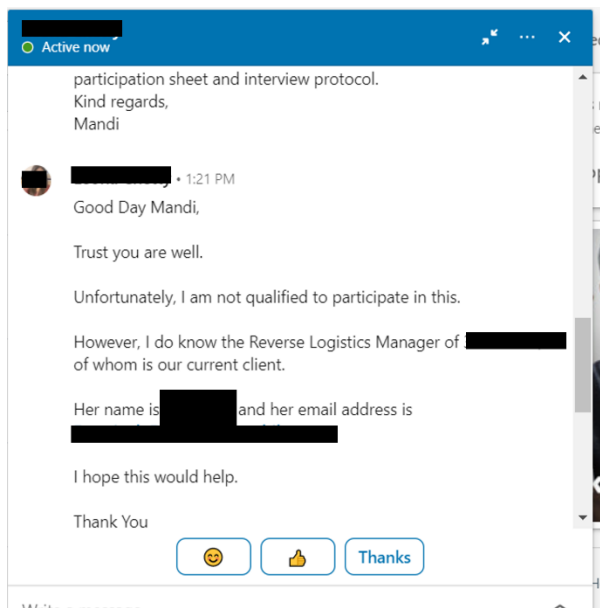 Active now
participation sheet and interview protocol.
Kind regards,
Mandi
• 1:21 PM
Good Day Mandi,
Trust you are well.
Unfortunately, I am not qualified to participate in this.
However, I do know the Reverse Logistics Manager of
of whom is our current client.
Her name is and her email address is
I hope this would help.
Thank You
Thanks